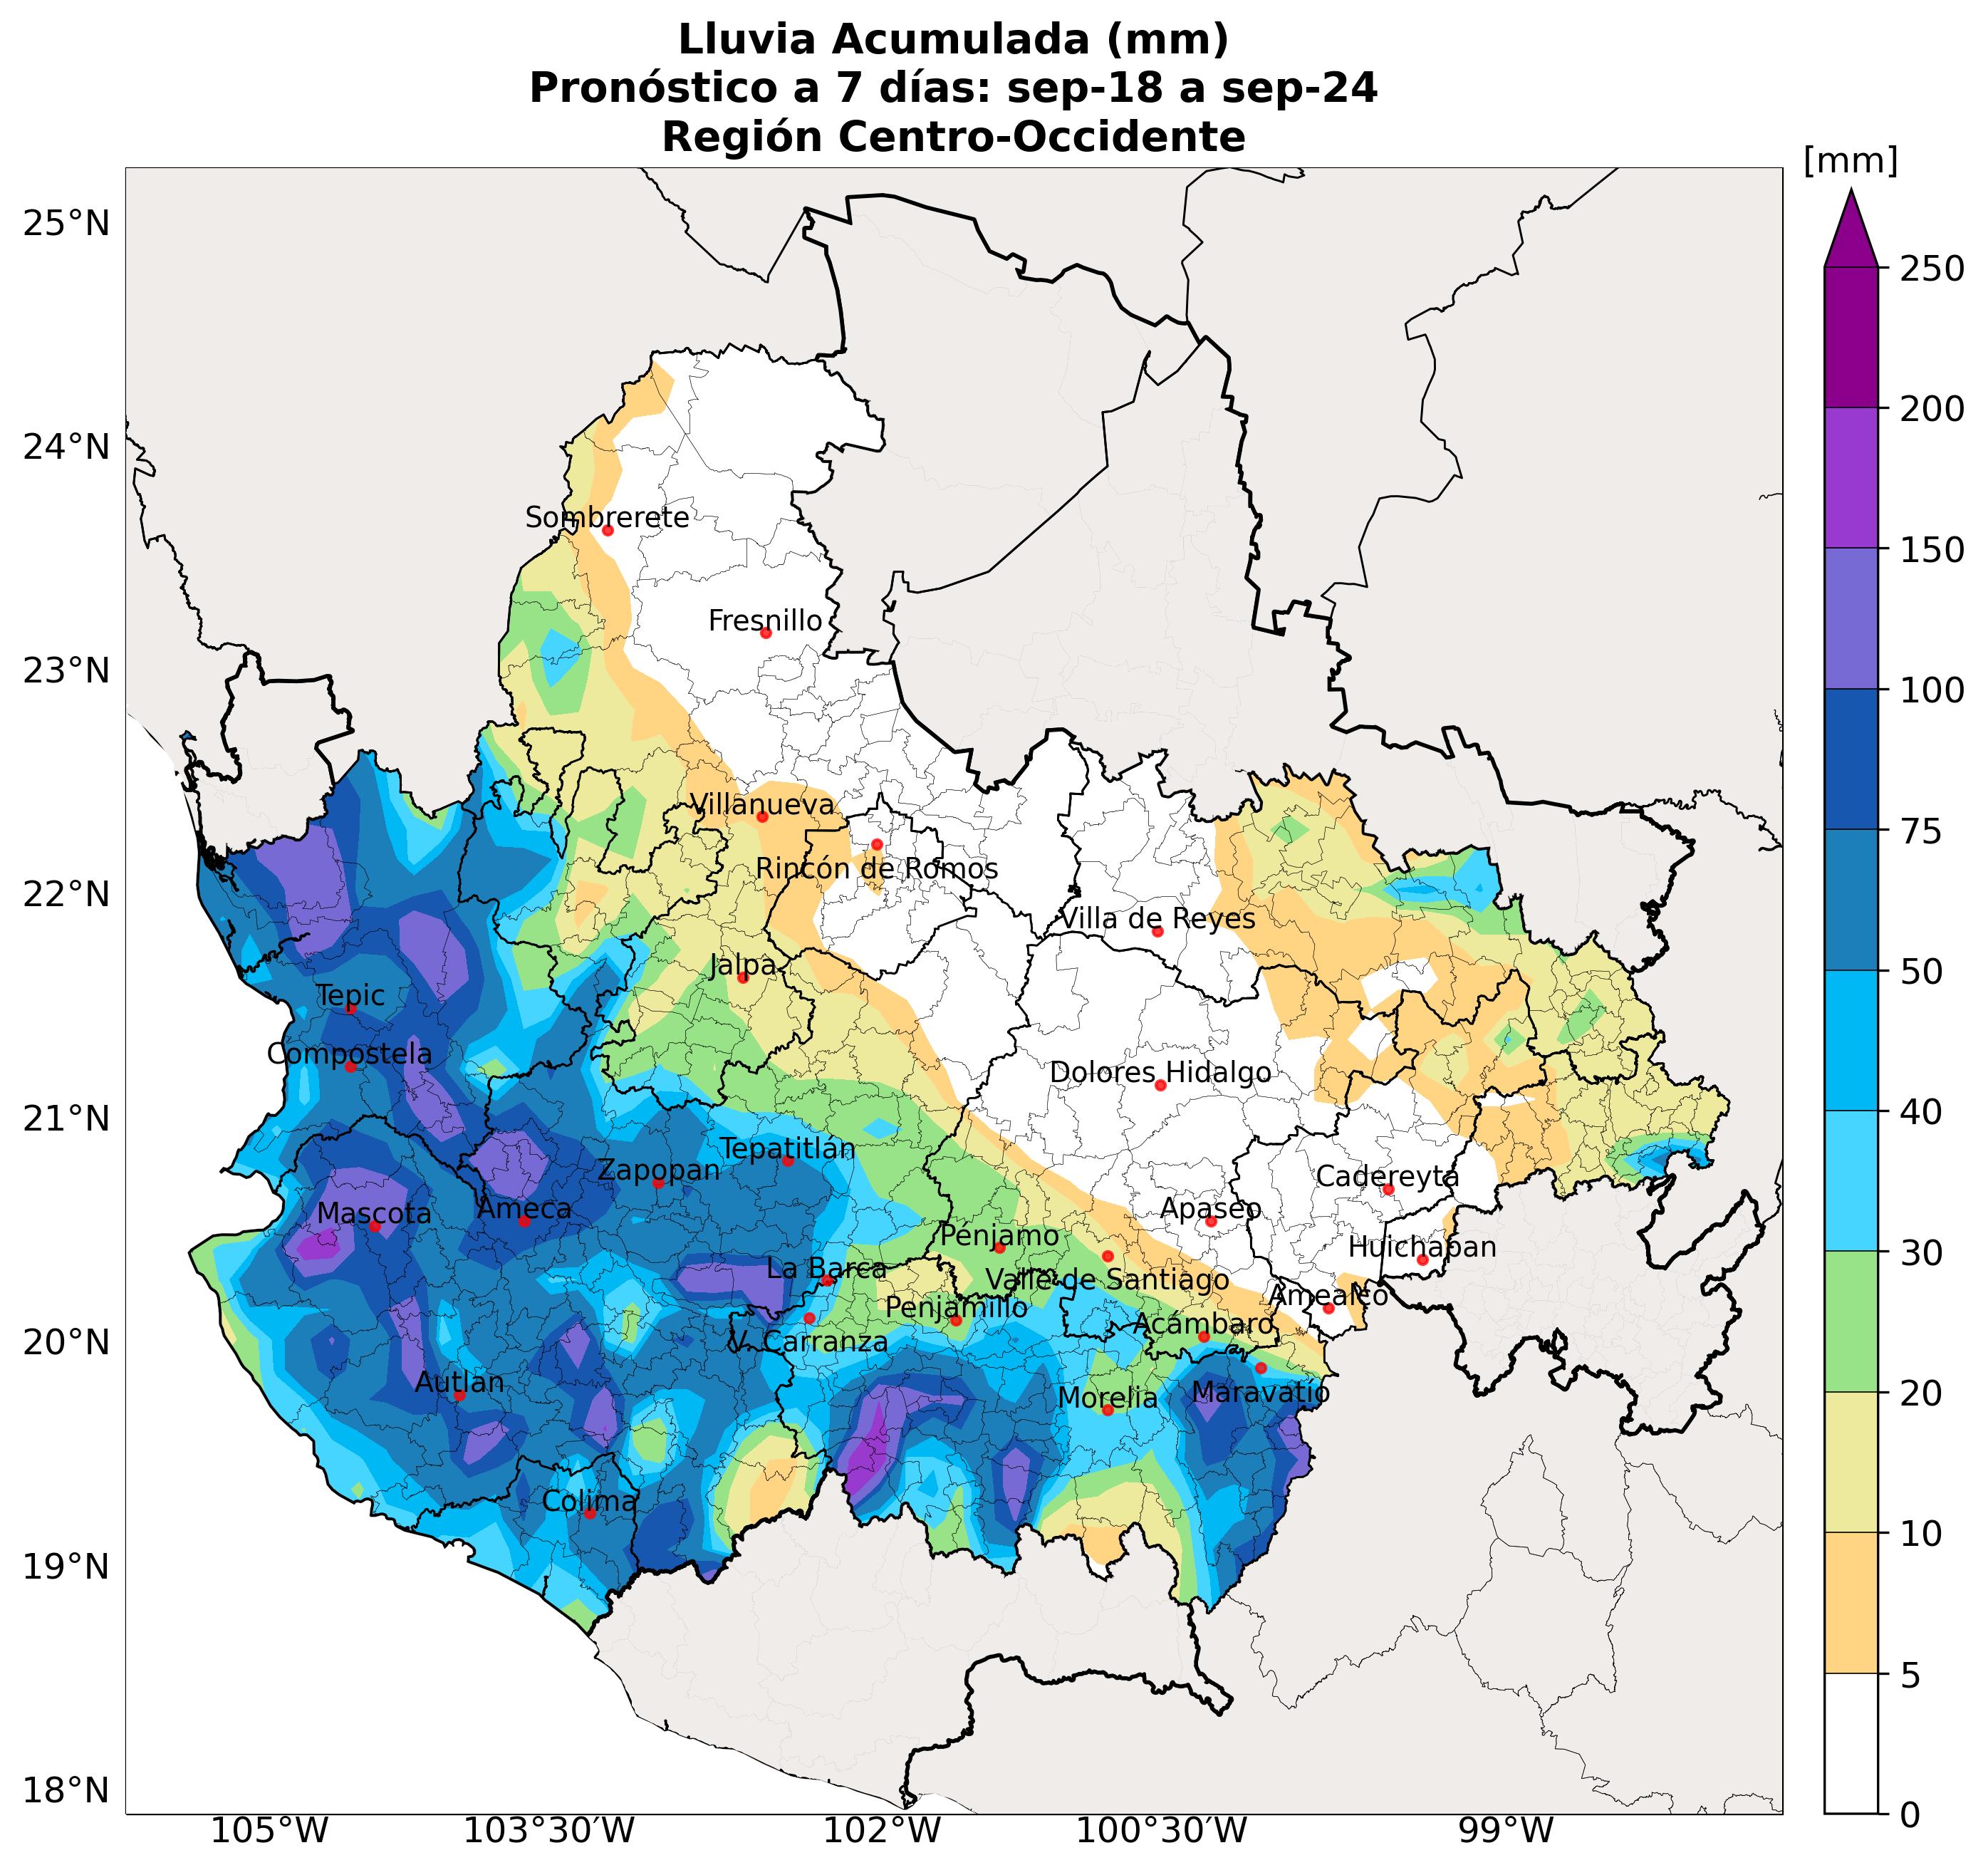 Lluvia Acumulada (mm)
Pronóstico a 7 días: sep-18 a sep-24
Región Centro-Occidente
[mm]
25°N
24°N
23°N
22°N
21°N
20°N
19°N
18°N
Sombrerete
Fresnillo
Villanueva
Rincón de Romos
Villa de Reyes
Jalpa
Tepic
Compostela
Dolores Hidalgo
Tepatitlán
Zapopan
Cadereyta
Mascota
Ameca
Apaseo
Pénjamo
Huichapan
La Barca
Valle de Santiago
Penjamillo
Amealco
V. Carranza
Acámbaro
Autlan
Morelia
Maravatío
Colima
105°W
103°30'W
102°W
100°30'W
99°W
250
200
150
100
75
50
40
30
20
10
5
0